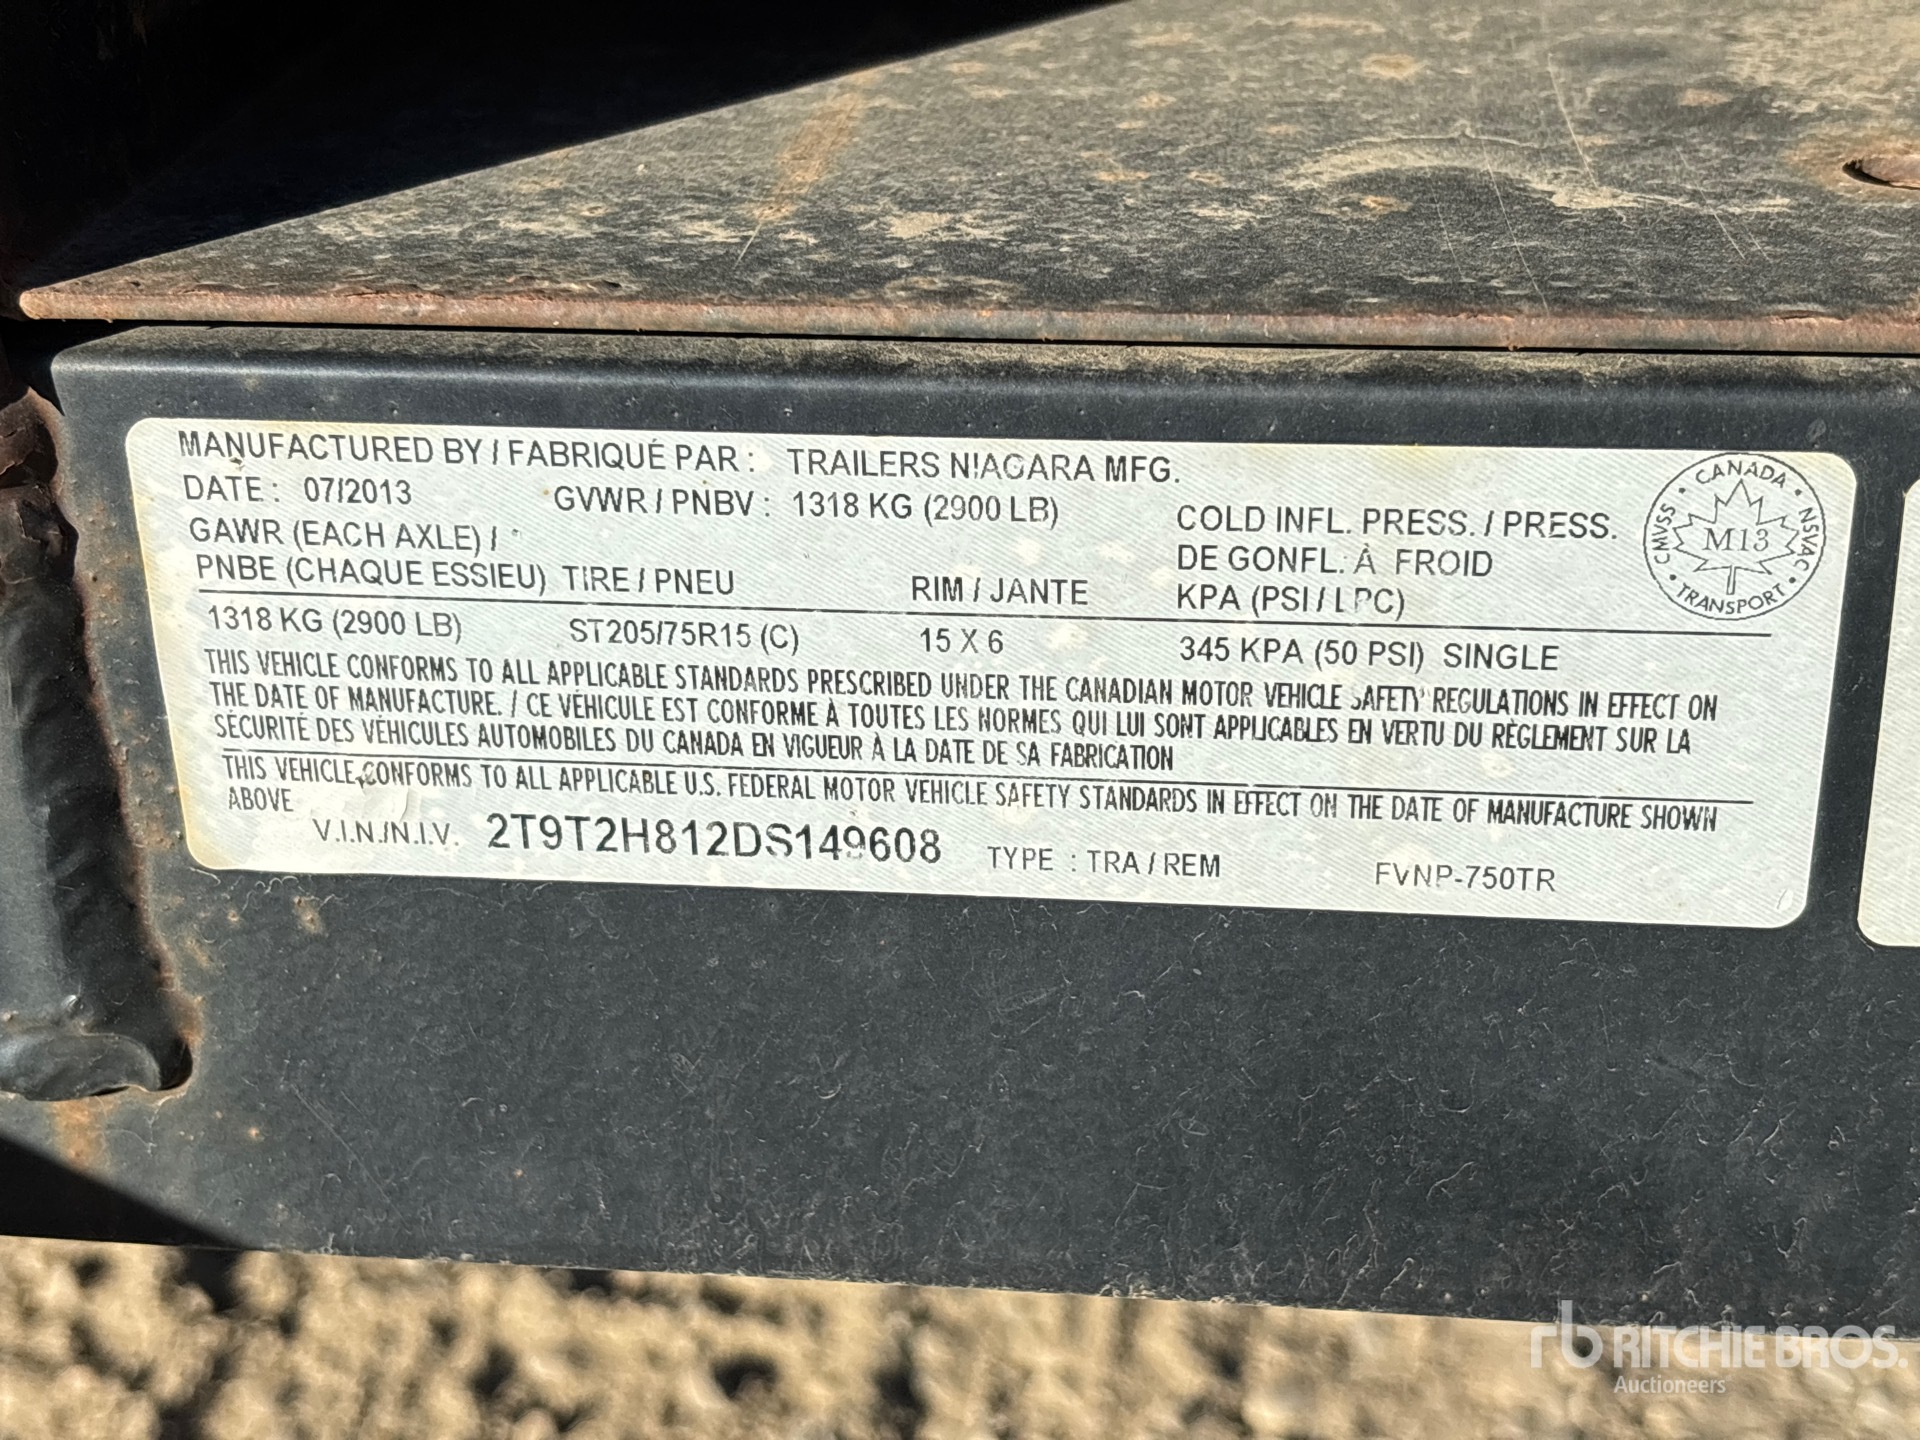 MANUFACTURED BY / FABRIQUÉ PAR : TRAILERS NIAGARA MFG.
DATE : 07/2013 GVWR / PNBV : 1318 KG (2900 LB)
GAWR (EACH AXLE) /
PNBE (CHAQUE ESSIEU) TIRE / PNEU RIM / JANTE
COLD INFL. PRESS. / PRESS.
DE GONFL. À FROID
KPA (PSI / LPC)
CANADA · NSVAC · TRANSPORT · CMVSS ·
M13
1318 KG (2900 LB) ST205/75R15 (C) 15 X 6 345 KPA (50 PSI) SINGLE
THIS VEHICLE CONFORMS TO ALL APPLICABLE STANDARDS PRESCRIBED UNDER THE CANADIAN MOTOR VEHICLE SAFETY REGULATIONS IN EFFECT ON
THE DATE OF MANUFACTURE. / CE VÉHICULE EST CONFORME À TOUTES LES NORMES QUI LUI SONT APPLICABLES EN VERTU DU RÈGLEMENT SUR LA
SÉCURITÉ DES VÉHICULES AUTOMOBILES DU CANADA EN VIGUEUR À LA DATE DE SA FABRICATION
THIS VEHICLE CONFORMS TO ALL APPLICABLE U.S. FEDERAL MOTOR VEHICLE SAFETY STANDARDS IN EFFECT ON THE DATE OF MANUFACTURE SHOWN
ABOVE
V.I.N./N.I.V. 2T9T2H812DS149608 TYPE : TRA / REM FVNP-750TR
rb RITCHIE BROS.
Auctioneers